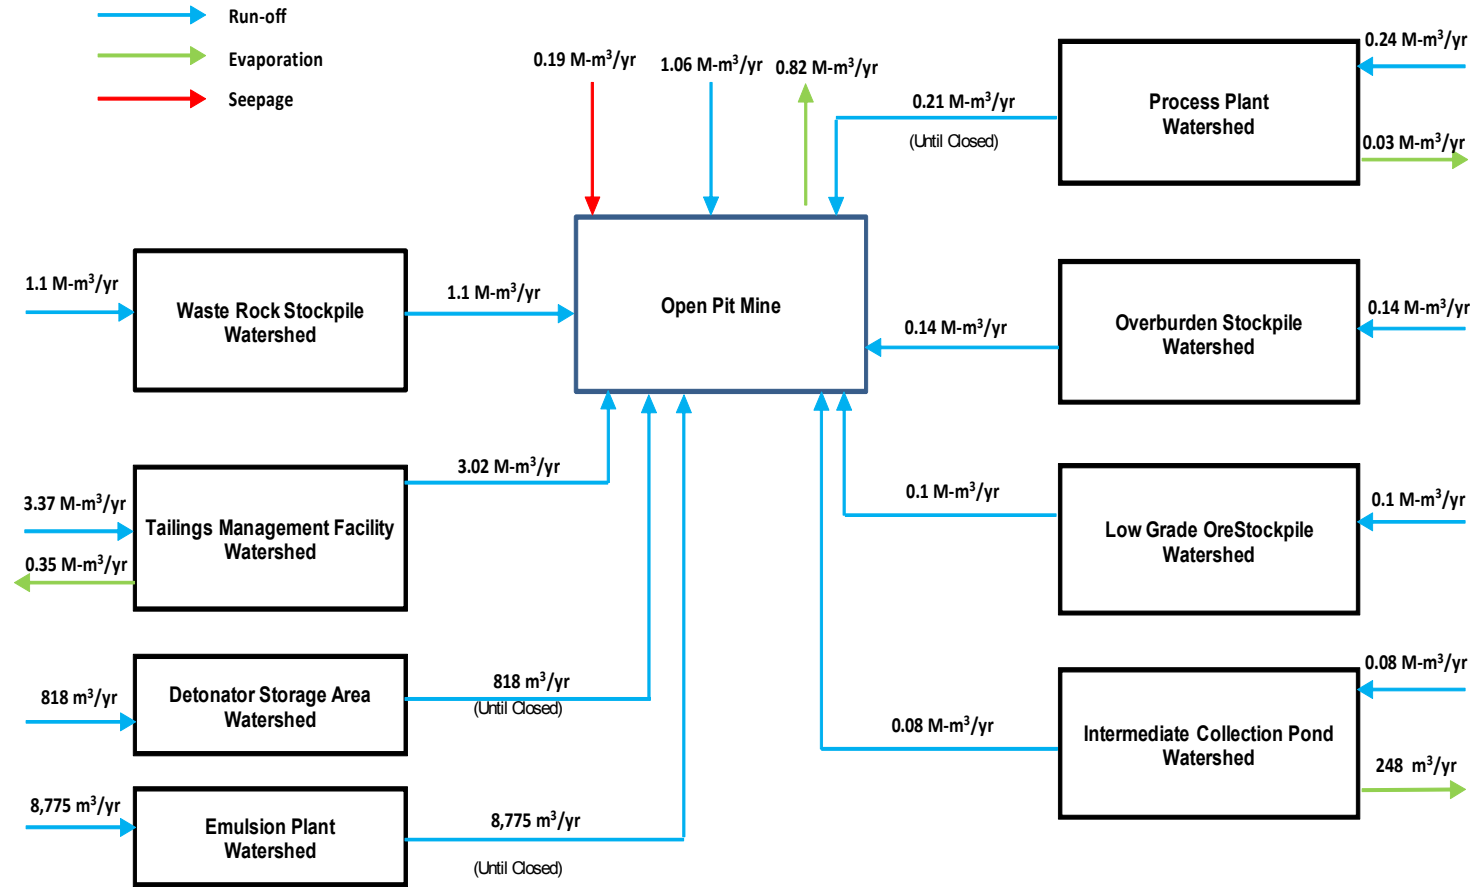 Run-off
Evaporation
Seepage
0.19 M-m³/yr
1.06 M-m³/yr
0.82 M-m³/yr
0.21 M-m³/yr
(Until Closed)
Process Plant
Watershed
0.24 M-m³/yr
0.03 M-m³/yr
1.1 M-m³/yr
Waste Rock Stockpile
Watershed
1.1 M-m³/yr
Open Pit Mine
0.14 M-m³/yr
Overburden Stockpile
Watershed
0.14 M-m³/yr
3.37 M-m³/yr
0.35 M-m³/yr
Tailings Management Facility
Watershed
3.02 M-m³/yr
0.1 M-m³/yr
Low Grade OreStockpile
Watershed
0.1 M-m³/yr
818 m³/yr
Detonator Storage Area
Watershed
818 m³/yr
(Until Closed)
0.08 M-m³/yr
Intermediate Collection Pond
Watershed
0.08 M-m³/yr
248 m³/yr
8,775 m³/yr
Emulsion Plant
Watershed
8,775 m³/yr
(Until Closed)